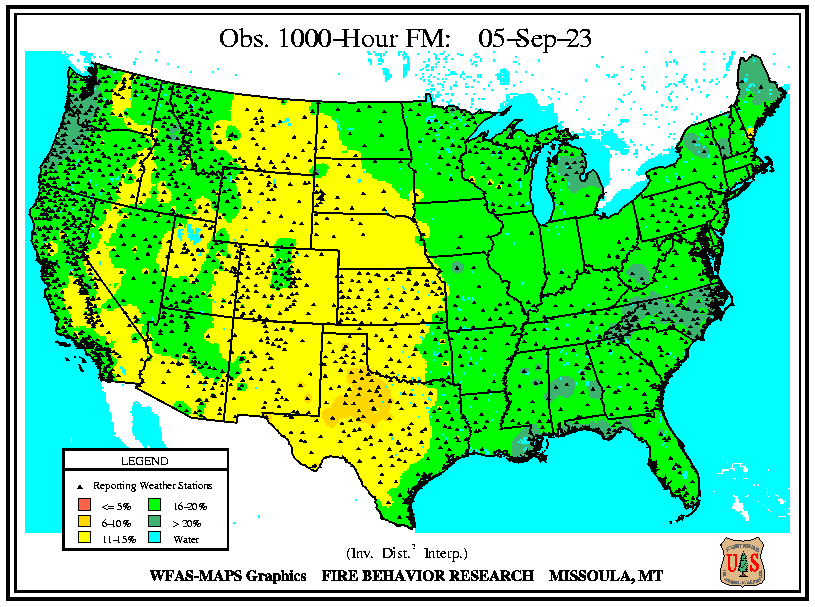 Obs. 1000-Hour FM: 05-Sep-23
LEGEND
Reporting Weather Stations
<= 5%
16-20%
6-10%
> 20%
11-15%
Water
(Inv. Dist.² Interp.)
WFAS-MAPS Graphics FIRE BEHAVIOR RESEARCH MISSOULA, MT
U S